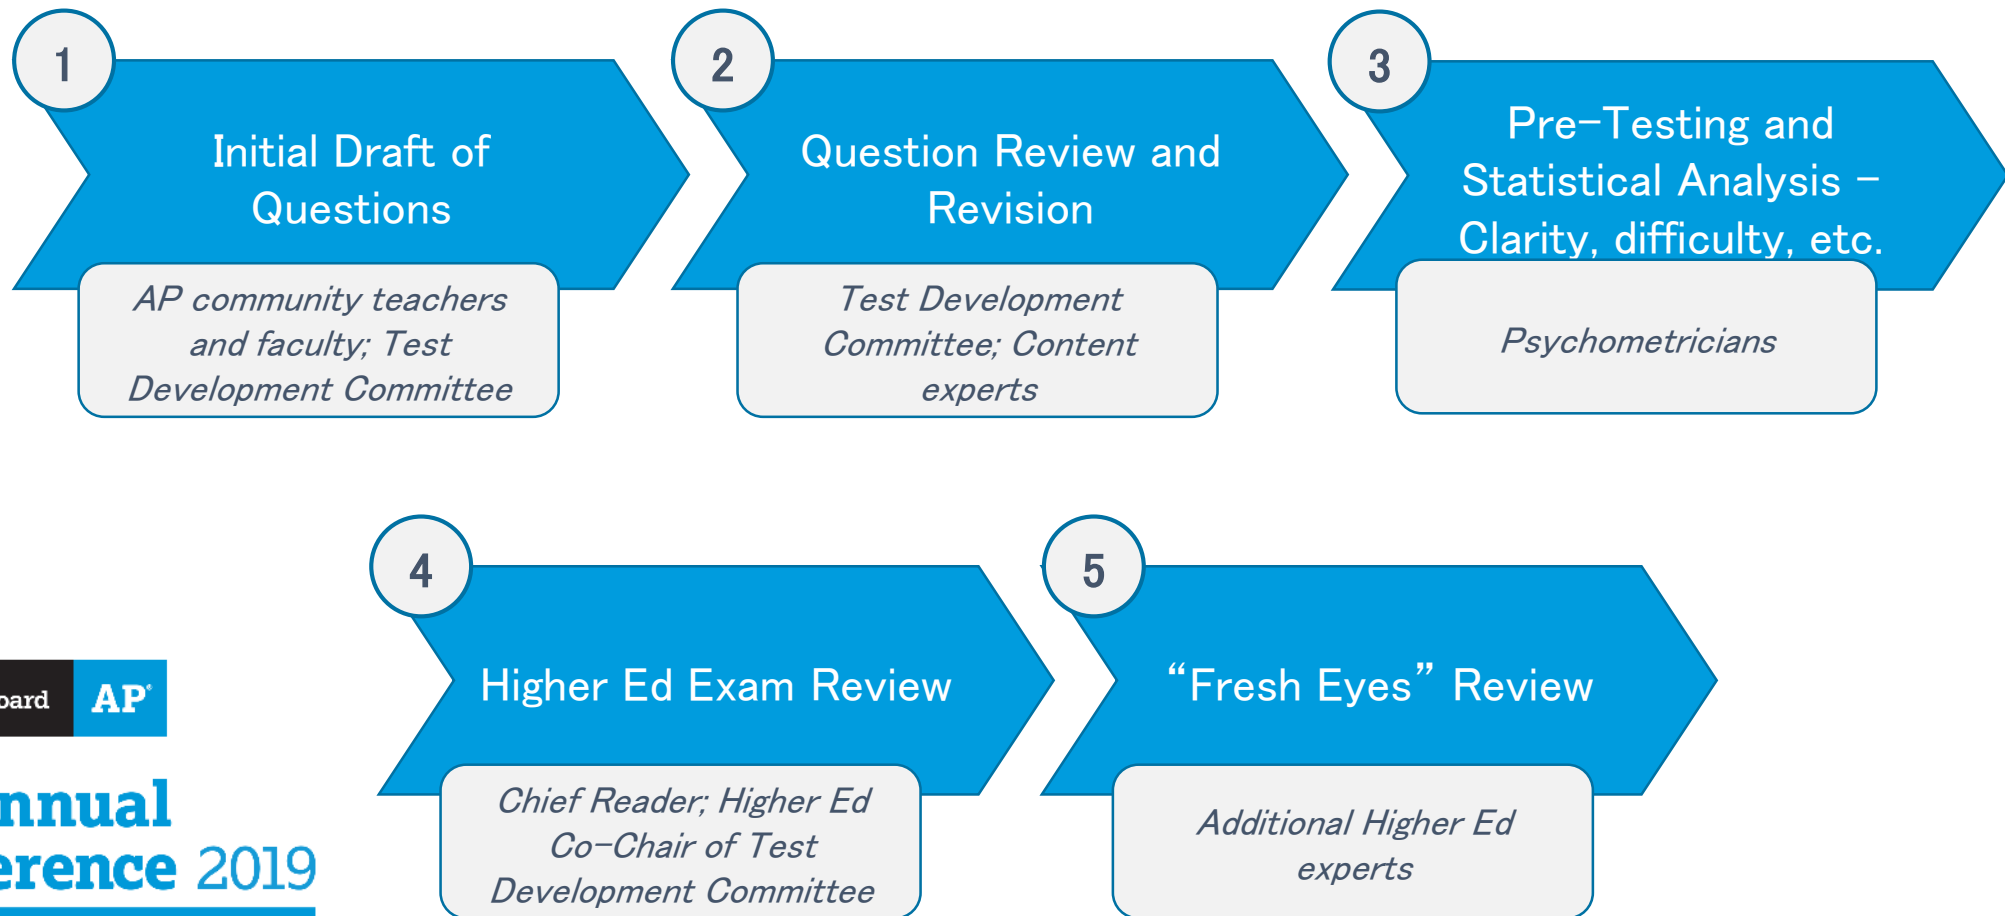 1
Initial Draft of
Questions
AP community teachers
and faculty; Test
Development Committee
2
Question Review and
Revision
Test Development
Committee; Content
experts
3
Pre-Testing and
Statistical Analysis –
Clarity, difficulty, etc.
Psychometricians
4
Higher Ed Exam Review
Chief Reader; Higher Ed
Co-Chair of Test
Development Committee
5
“Fresh Eyes” Review
Additional Higher Ed
experts
oard AP®
nnual
erence 2019